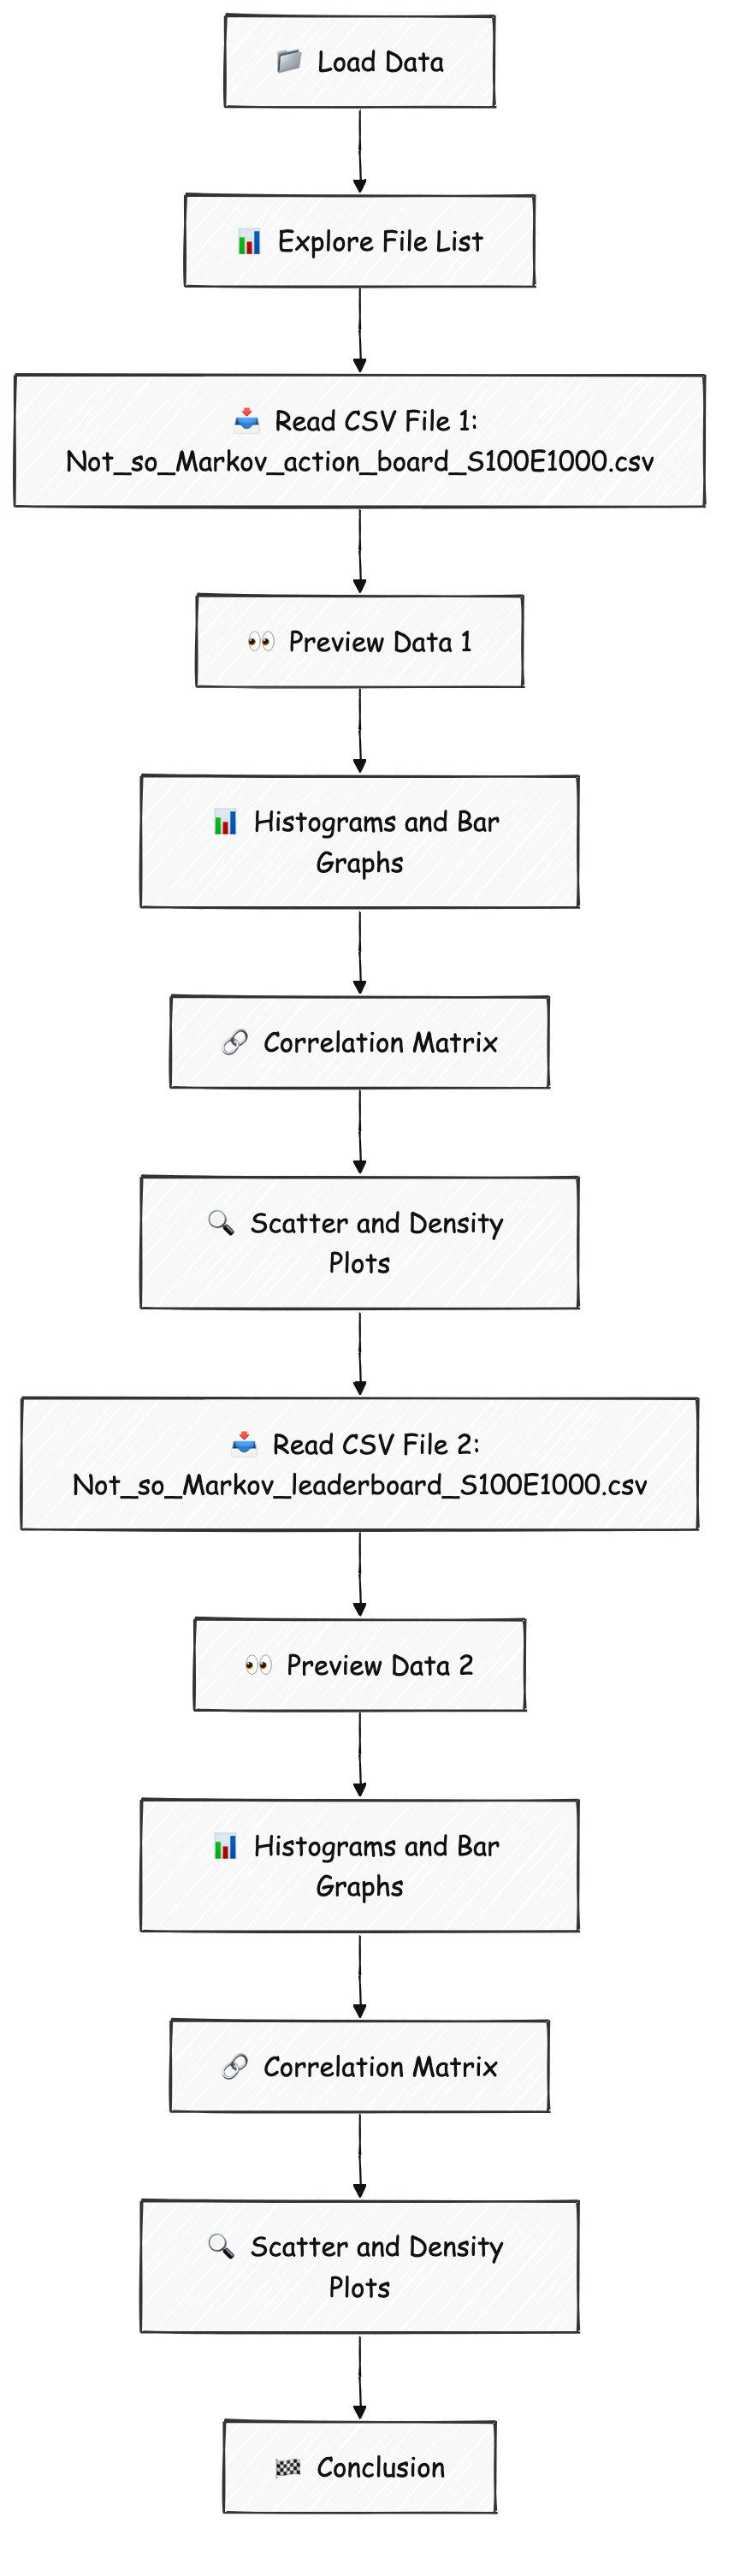 Load Data
Explore File List
Read CSV File 1:
Not_so_Markov_action_board_S100E1000.csv
Preview Data 1
Histograms and Bar
Graphs
Correlation Matrix
Scatter and Density
Plots
Read CSV File 2:
Not_so_Markov_leaderboard_S100E1000.csv
Preview Data 2
Histograms and Bar
Graphs
Correlation Matrix
Scatter and Density
Plots
Conclusion